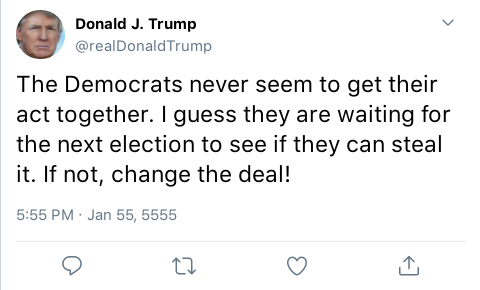 Donald J. Trump
@realDonaldTrump
The Democrats never seem to get their
act together. I guess they are waiting for
the next election to see if they can steal
it. If not, change the deal!
5:55 PM · Jan 55, 5555